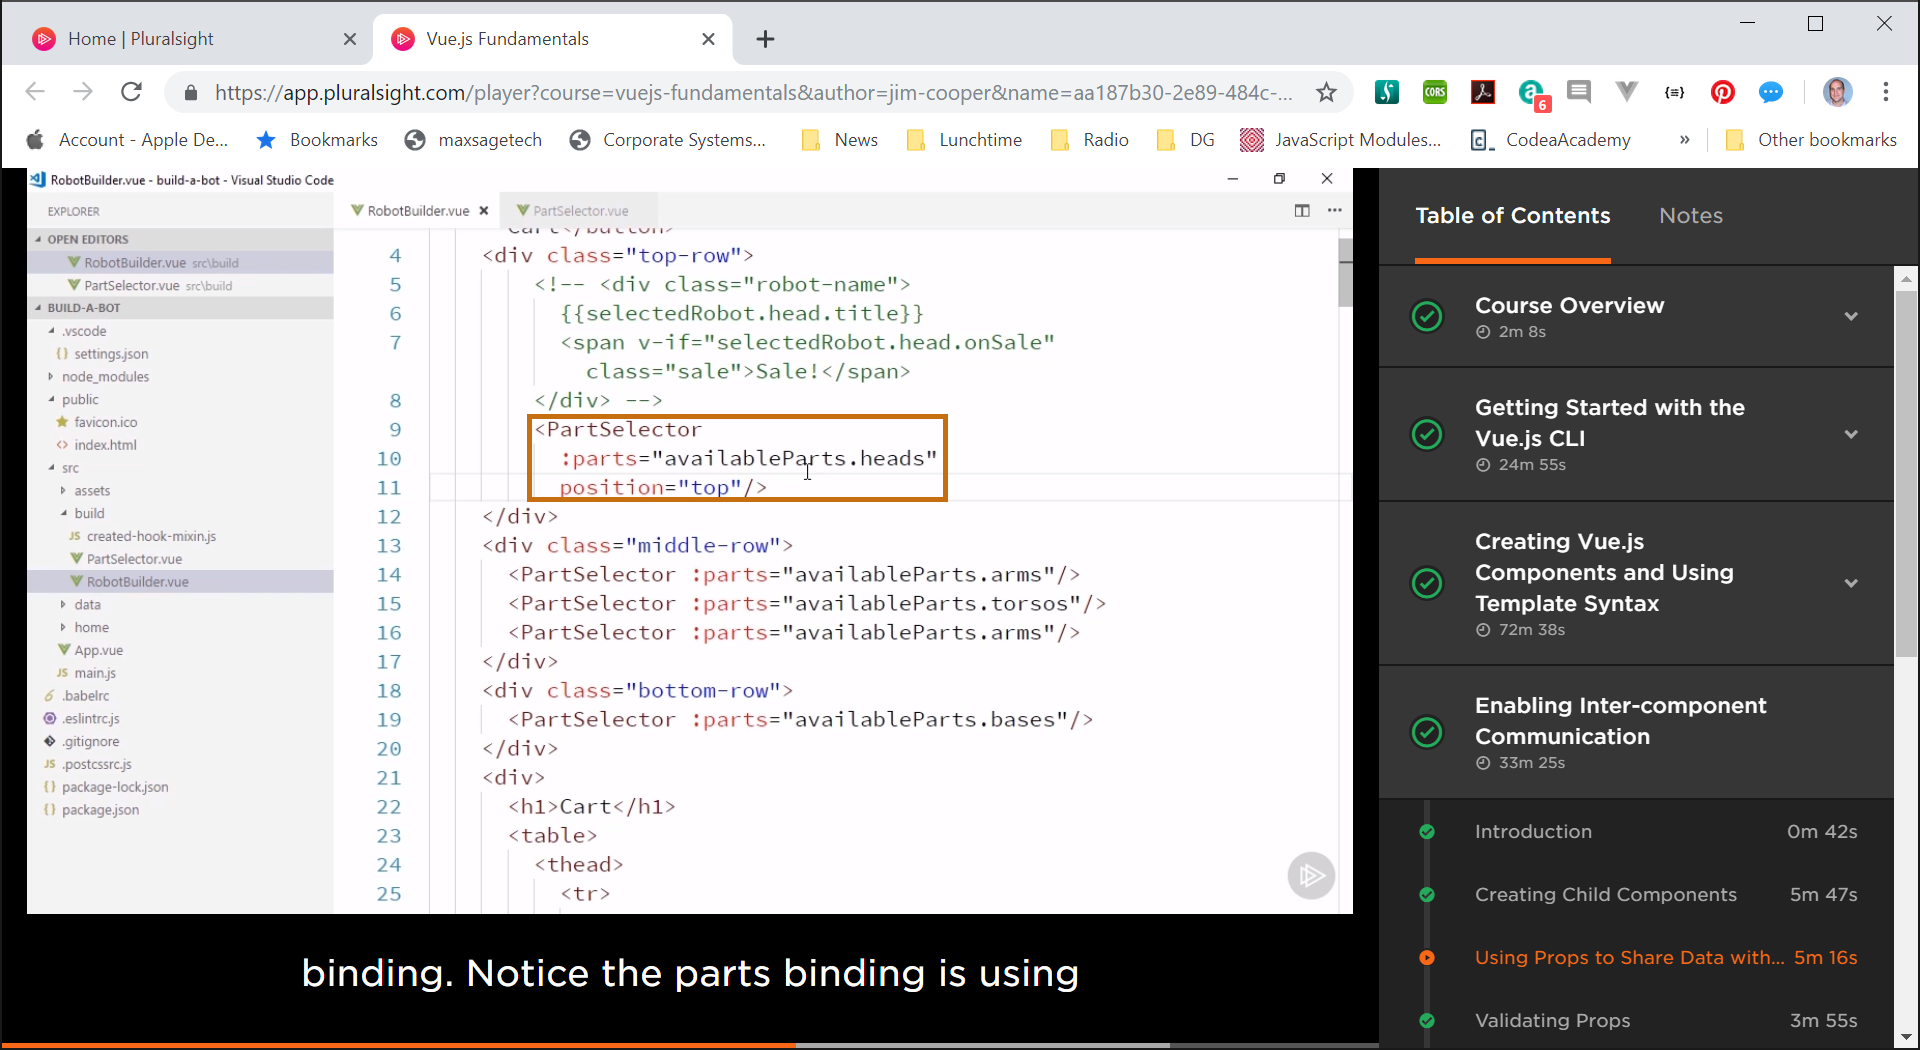 Home | Pluralsight
Vue.js Fundamentals
https://app.pluralsight.com/player?course=vuejs-fundamentals&author=jim-cooper&name=aa187b30-2e89-484c-...
CORS
6
Account - Apple De...
Bookmarks
maxsagetech
Corporate Systems...
News
Lunchtime
Radio
DG
JavaScript Modules...
CodeaAcademy
»
Other bookmarks
RobotBuilder.vue - build-a-bot - Visual Studio Code
EXPLORER
OPEN EDITORS
RobotBuilder.vue src\build
PartSelector.vue src\build
BUILD-A-BOT
.vscode
{} settings.json
node_modules
public
favicon.ico
<> index.html
src
assets
build
JS created-hook-mixin.js
PartSelector.vue
RobotBuilder.vue
data
home
App.vue
JS main.js
.babelrc
.eslintrc.js
.gitignore
JS .postcssrc.js
{} package-lock.json
{} package.json
RobotBuilder.vue
PartSelector.vue
Cart</button>
4 <div class="top-row">
5 <!-- <div class="robot-name">
6 {{selectedRobot.head.title}}
7 <span v-if="selectedRobot.head.onSale"
class="sale">Sale!</span>
8 </div> -->
9 <PartSelector
10 :parts="availableParts.heads"
11 position="top"/>
12 </div>
13 <div class="middle-row">
14 <PartSelector :parts="availableParts.arms"/>
15 <PartSelector :parts="availableParts.torsos"/>
16 <PartSelector :parts="availableParts.arms"/>
17 </div>
18 <div class="bottom-row">
19 <PartSelector :parts="availableParts.bases"/>
20 </div>
21 <div>
22 <h1>Cart</h1>
23 <table>
24 <thead>
25 <tr>
binding. Notice the parts binding is using
Table of Contents
Notes
Course Overview
2m 8s
Getting Started with the
Vue.js CLI
24m 55s
Creating Vue.js
Components and Using
Template Syntax
72m 38s
Enabling Inter-component
Communication
33m 25s
Introduction 0m 42s
Creating Child Components 5m 47s
Using Props to Share Data with... 5m 16s
Validating Props 3m 55s